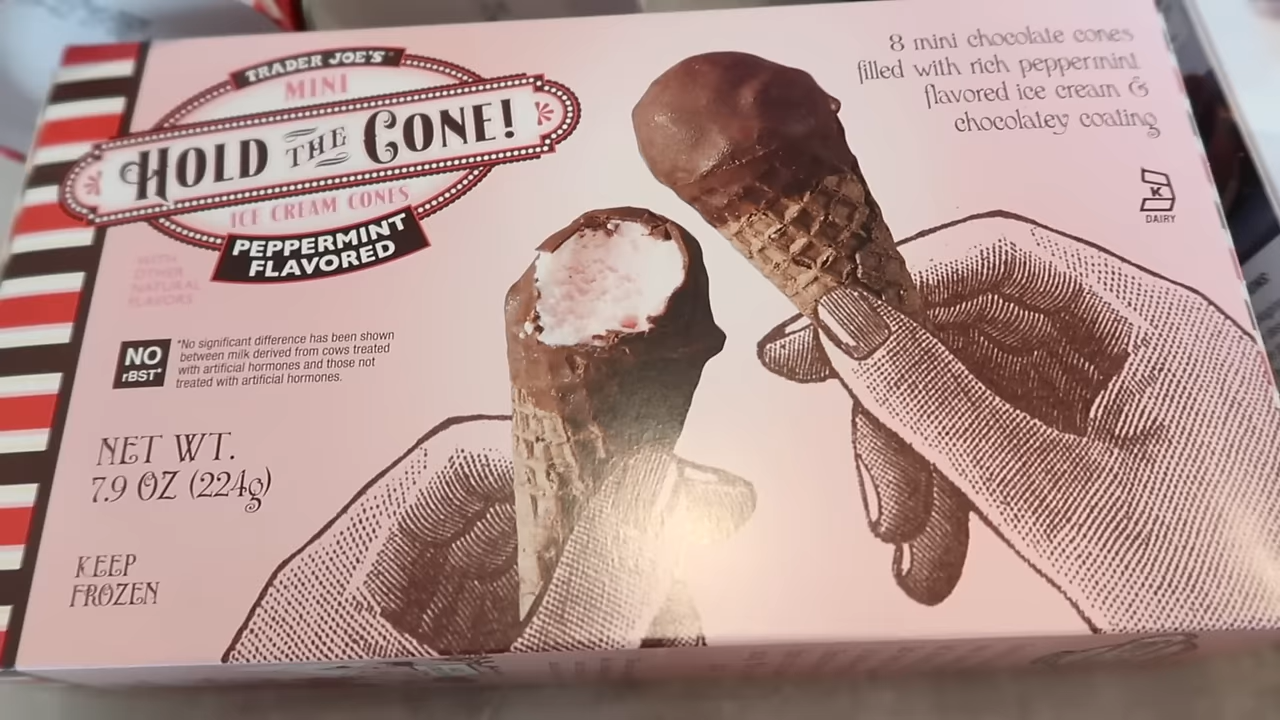 TRADER JOE'S
MINI
HOLD THE CONE!
ICE CREAM CONES
PEPPERMINT
FLAVORED
WITH
OTHER
NATURAL
FLAVORS
8 mini chocolate cones
filled with rich peppermint
flavored ice cream &
chocolatey coating
K
DAIRY
NO
rBST*
*No significant difference has been shown
between milk derived from cows treated
with artificial hormones and those not
treated with artificial hormones.
NET WT.
7.9 OZ (224g)
KEEP
FROZEN